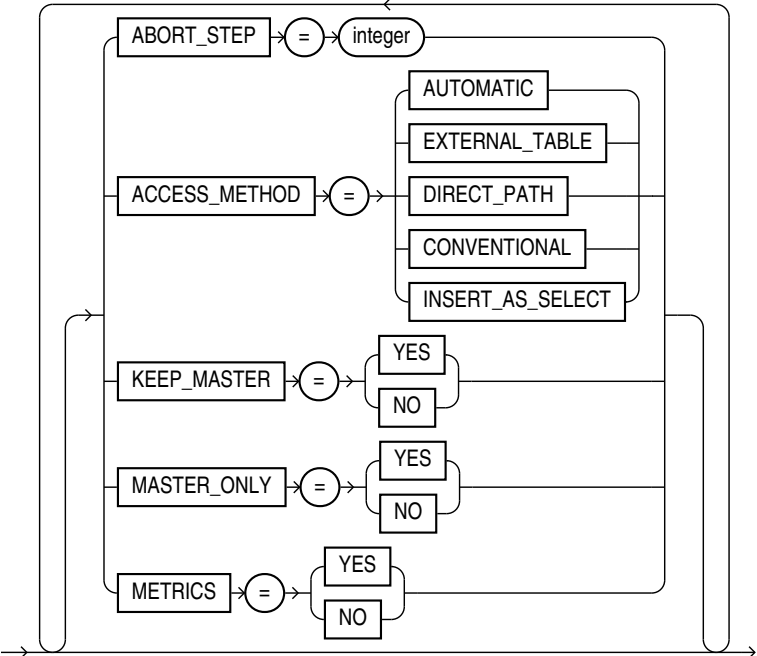 ABORT_STEP = integer
AUTOMATIC
EXTERNAL_TABLE
ACCESS_METHOD = DIRECT_PATH
CONVENTIONAL
INSERT_AS_SELECT
YES
KEEP_MASTER =
NO
YES
MASTER_ONLY =
NO
YES
METRICS =
NO